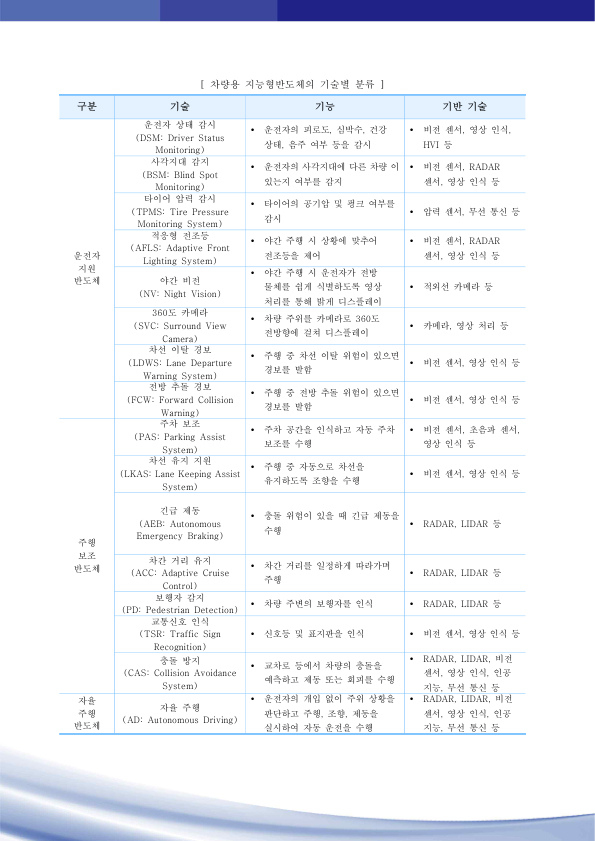 [ 차량용 지능형반도체의 기술별 분류 ]
구분 기술 기능 기반 기술
운전자
지원
반도체
운전자 상태 감시
(DSM: Driver Status
Monitoring)
• 운전자의 피로도, 심박수, 건강
상태, 음주 여부 등을 감시
• 비전 센서, 영상 인식,
HVI 등
사각지대 감지
(BSM: Blind Spot
Monitoring)
• 운전자의 사각지대에 다른 차량 이
있는지 여부를 감지
• 비전 센서, RADAR
센서, 영상 인식 등
타이어 압력 감시
(TPMS: Tire Pressure
Monitoring System)
• 타이어의 공기압 및 펑크 여부를
감시
• 압력 센서, 무선 통신 등
적응형 전조등
(AFLS: Adaptive Front
Lighting System)
• 야간 주행 시 상황에 맞추어
전조등을 제어
• 비전 센서, RADAR
센서, 영상 인식 등
야간 비전
(NV: Night Vision)
• 야간 주행 시 운전자가 전방
물체를 쉽게 식별하도록 영상
처리를 통해 밝게 디스플레이
• 적외선 카메라 등
360도 카메라
(SVC: Surround View
Camera)
• 차량 주위를 카메라로 360도
전방향에 걸쳐 디스플레이
• 카메라, 영상 처리 등
차선 이탈 경보
(LDWS: Lane Departure
Warning System)
• 주행 중 차선 이탈 위험이 있으면
경보를 발함
• 비전 센서, 영상 인식 등
전방 추돌 경보
(FCW: Forward Collision
Warning)
• 주행 중 전방 추돌 위험이 있으면
경보를 발함
• 비전 센서, 영상 인식 등
주행
보조
반도체
주차 보조
(PAS: Parking Assist
System)
• 주차 공간을 인식하고 자동 주차
보조를 수행
• 비전 센서, 초음파 센서,
영상 인식 등
차선 유지 지원
(LKAS: Lane Keeping Assist
System)
• 주행 중 자동으로 차선을
유지하도록 조향을 수행
• 비전 센서, 영상 인식 등
긴급 제동
(AEB: Autonomous
Emergency Braking)
• 충돌 위험이 있을 때 긴급 제동을
수행
• RADAR, LIDAR 등
차간 거리 유지
(ACC: Adaptive Cruise
Control)
• 차간 거리를 일정하게 따라가며
주행
• RADAR, LIDAR 등
보행자 감지
(PD: Pedestrian Detection)
• 차량 주변의 보행자를 인식
• RADAR, LIDAR 등
교통신호 인식
(TSR: Traffic Sign
Recognition)
• 신호등 및 표지판을 인식
• 비전 센서, 영상 인식 등
충돌 방지
(CAS: Collision Avoidance
System)
• 교차로 등에서 차량의 충돌을
예측하고 제동 또는 회피를 수행
• RADAR, LIDAR, 비전
센서, 영상 인식, 인공
지능, 무선 통신 등
자율
주행
반도체
자율 주행
(AD: Autonomous Driving)
• 운전자의 개입 없이 주위 상황을
판단하고 주행, 조향, 제동을
실시하여 자동 운전을 수행
• RADAR, LIDAR, 비전
센서, 영상 인식, 인공
지능, 무선 통신 등